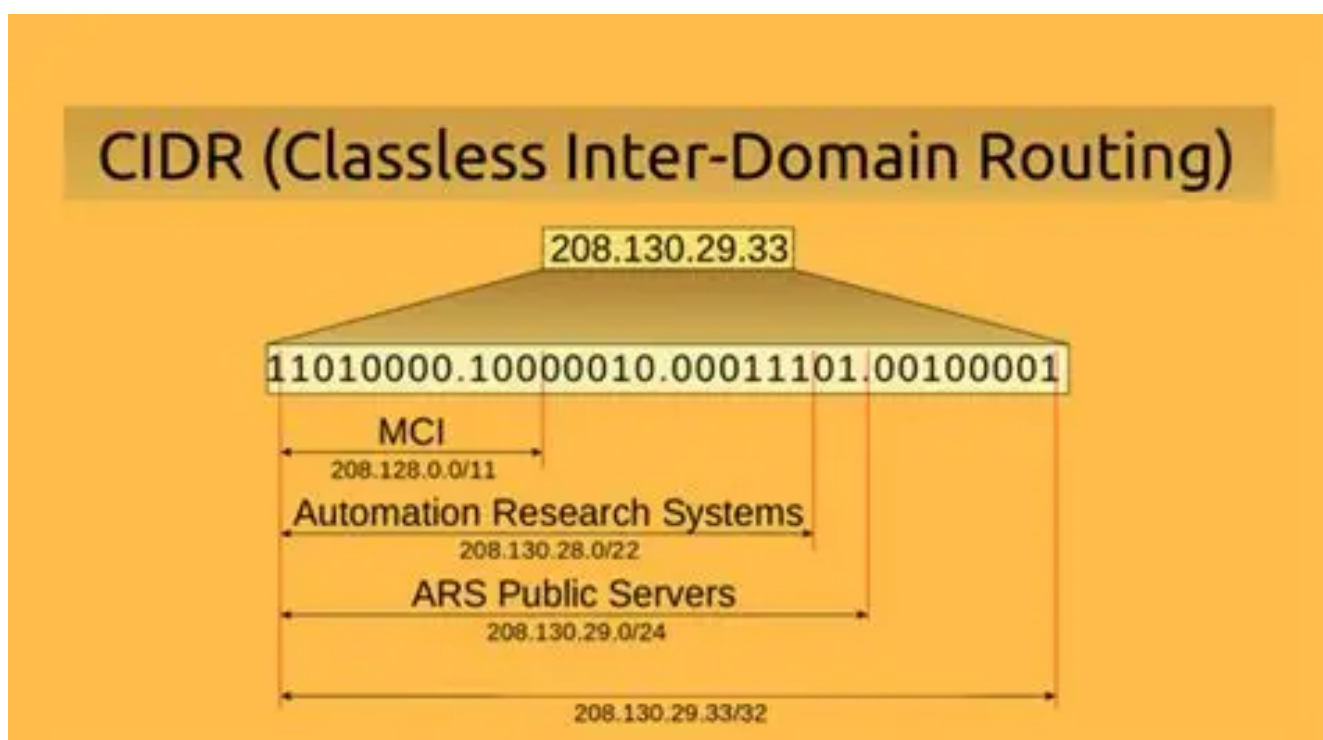 CIDR (Classless Inter-Domain Routing)
208.130.29.33
11010000.10000010.00011101.00100001
MCI
208.128.0.0/11
Automation Research Systems
208.130.28.0/22
ARS Public Servers
208.130.29.0/24
208.130.29.33/32